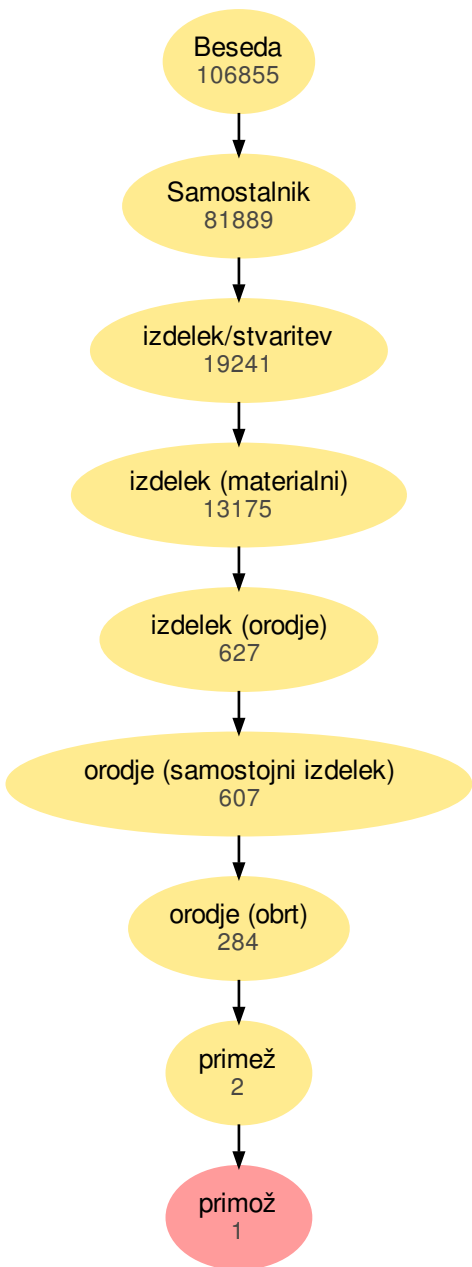 Beseda
106855
Samostalnik
81889
izdelek/stvaritev
19241
izdelek (materialni)
13175
izdelek (orodje)
627
orodje (samostojni izdelek)
607
orodje (obrt)
284
primež
2
primož
1